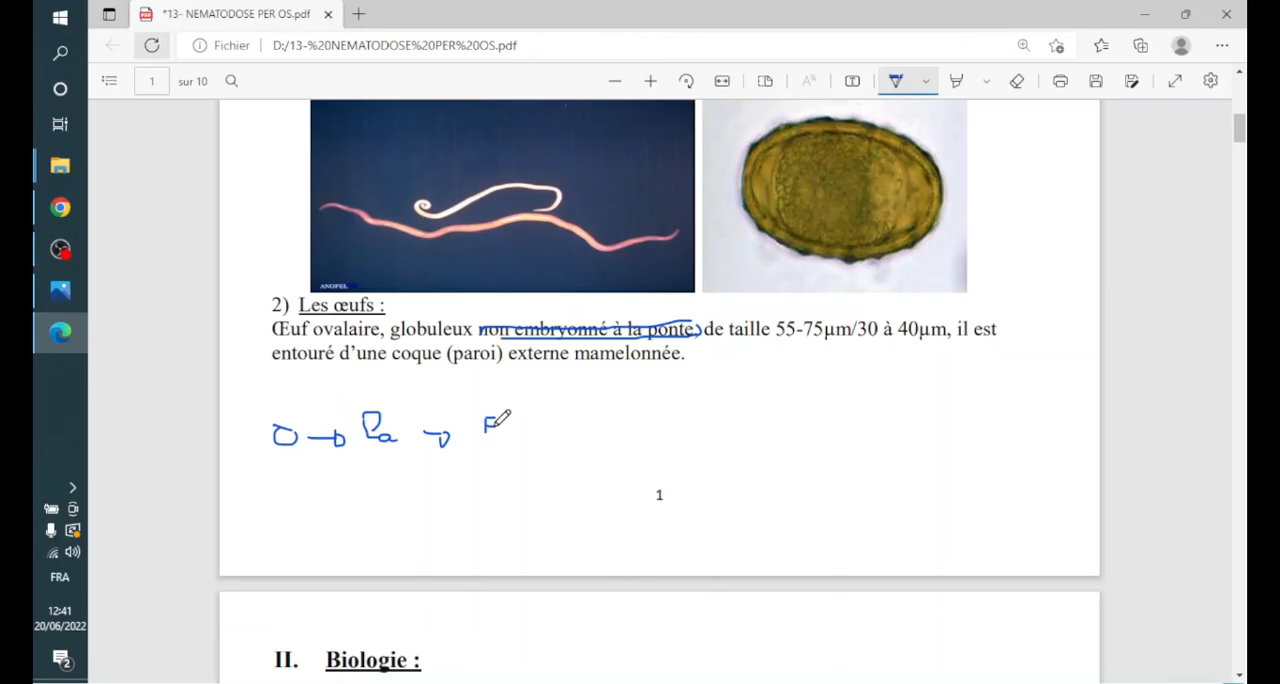 *13- NEMATODOSE PER OS.pdf
Fichier D:/13-%20NEMATODOSE%20PER%20OS.pdf
1 sur 10
ANOFEL
2) Les œufs :
Œuf ovalaire, globuleux non embryonné à la ponte, de taille 55-75µm/30 à 40µm, il est
entouré d’une coque (paroi) externe mamelonnée.
1
II. Biologie :
FRA
12:41
20/06/2022
2